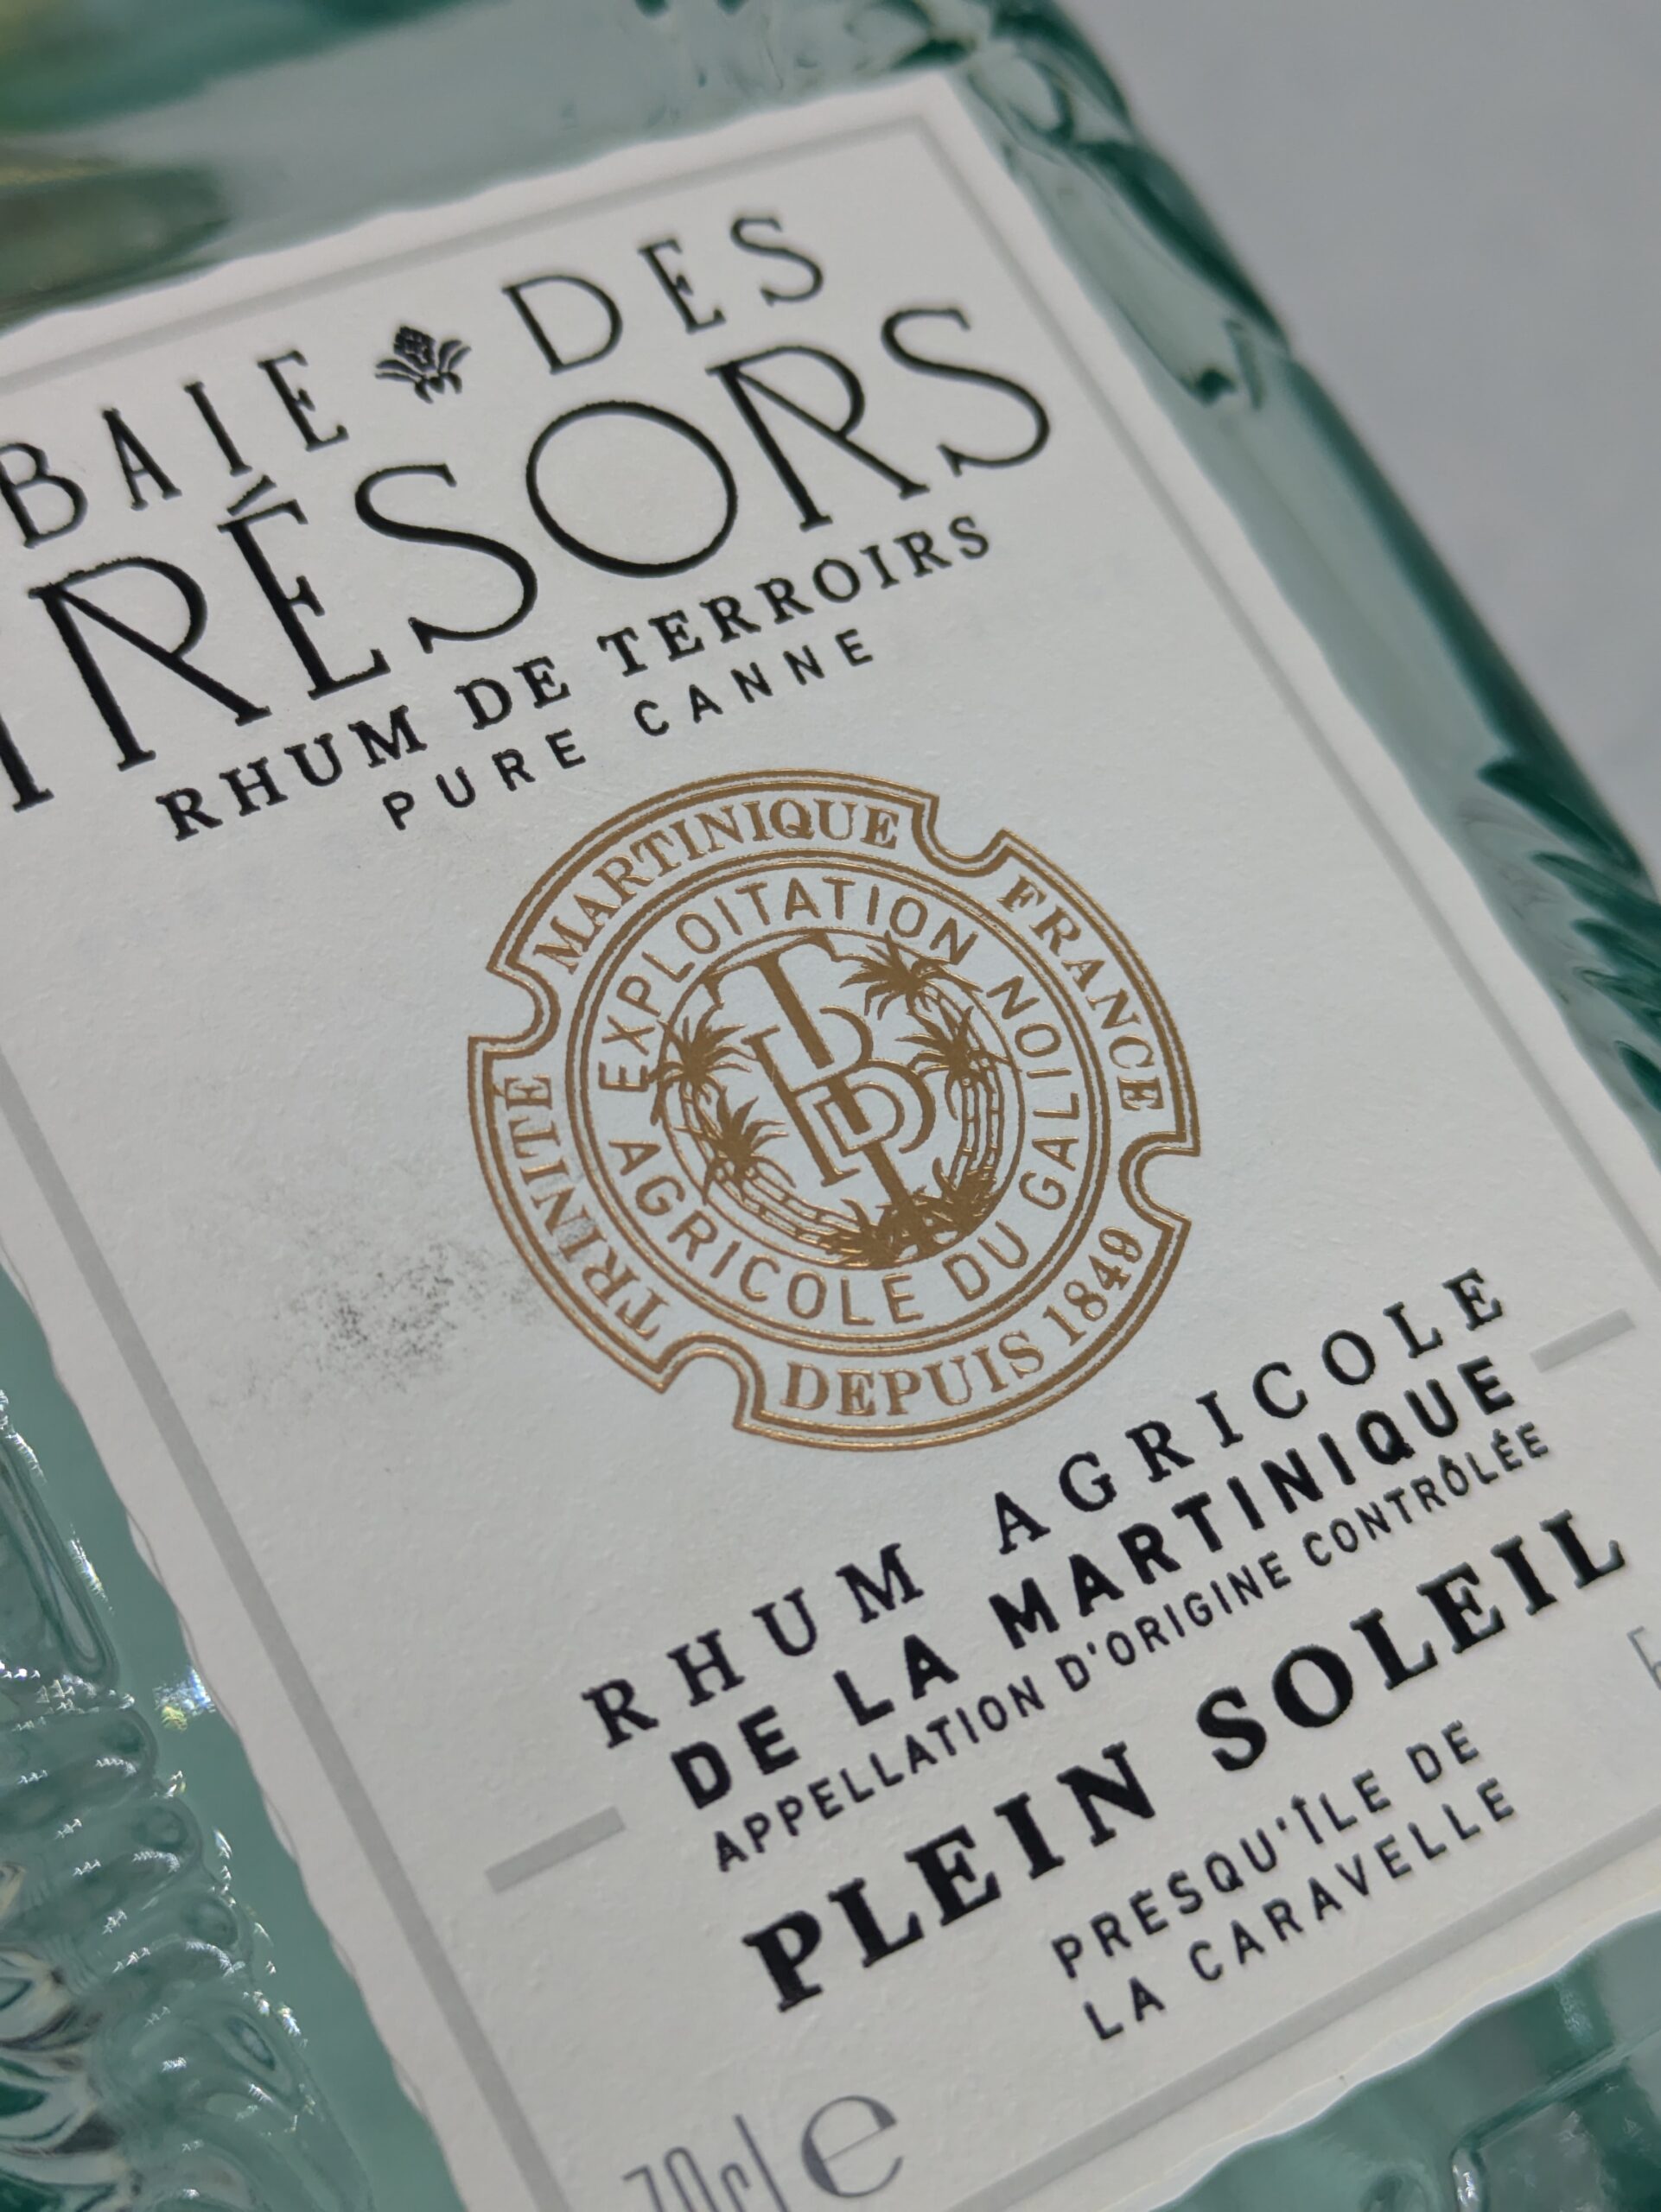 BAIE DES
TRÉSORS
RHUM DE TERROIRS
PURE CANNE
MARTINIQUE FRANCE
TRINITÉ DEPUIS 1849
EXPLOITATION AGRICOLE DU GALION
RHUM AGRICOLE
DE LA MARTINIQUE
APPELLATION D'ORIGINE CONTRÔLÉE
PLEIN SOLEIL
PRESQU'ÎLE DE
LA CARAVELLE
70cl e